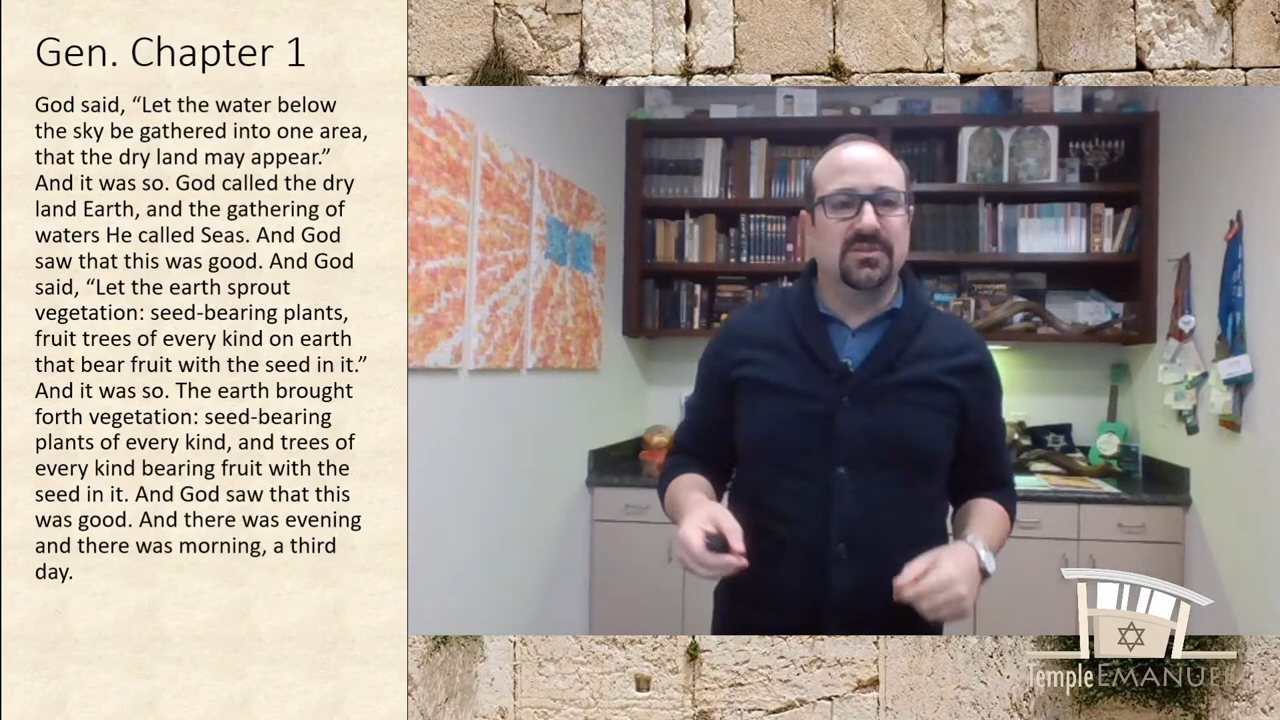 Gen. Chapter 1
God said, “Let the water below
the sky be gathered into one area,
that the dry land may appear.”
And it was so. God called the dry
land Earth, and the gathering of
waters He called Seas. And God
saw that this was good. And God
said, “Let the earth sprout
vegetation: seed-bearing plants,
fruit trees of every kind on earth
that bear fruit with the seed in it.”
And it was so. The earth brought
forth vegetation: seed-bearing
plants of every kind, and trees of
every kind bearing fruit with the
seed in it. And God saw that this
was good. And there was evening
and there was morning, a third
day.
Temple EMANUEL